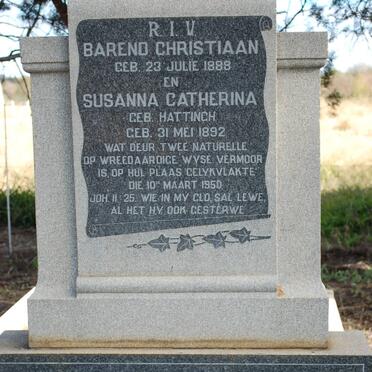 R.I.V.
BAREND CHRISTIAAN
GEB. 23 JULIE 1888
EN
SUSANNA CATHERINA
GEB. HATTINGH
GEB. 31 MEI 1892
WAT DEUR TWEE NATURELLE
OP WREEDAARDIGE WYSE VERMOOR
IS, OP HUL PLAAS GELYKVLAKTE
DIE 10DE MAART 1950.
JOH. 11:25. WIE IN MY GLO, SAL LEWE,
AL HET HY OOK GESTERWE